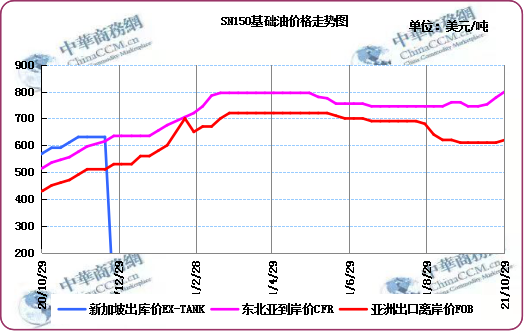 SN150基础油价格走势图
单位：美元/吨
中華商務網
ChinaCCM.com
900
800
700
600
500
400
300
200
20/10/29
/12/29
1/2/28
1/4/29
1/6/29
1/8/29
21/10/29
新加坡出库价EX-TANK
东北亚到岸价CFR
亚洲出口离岸价FOB